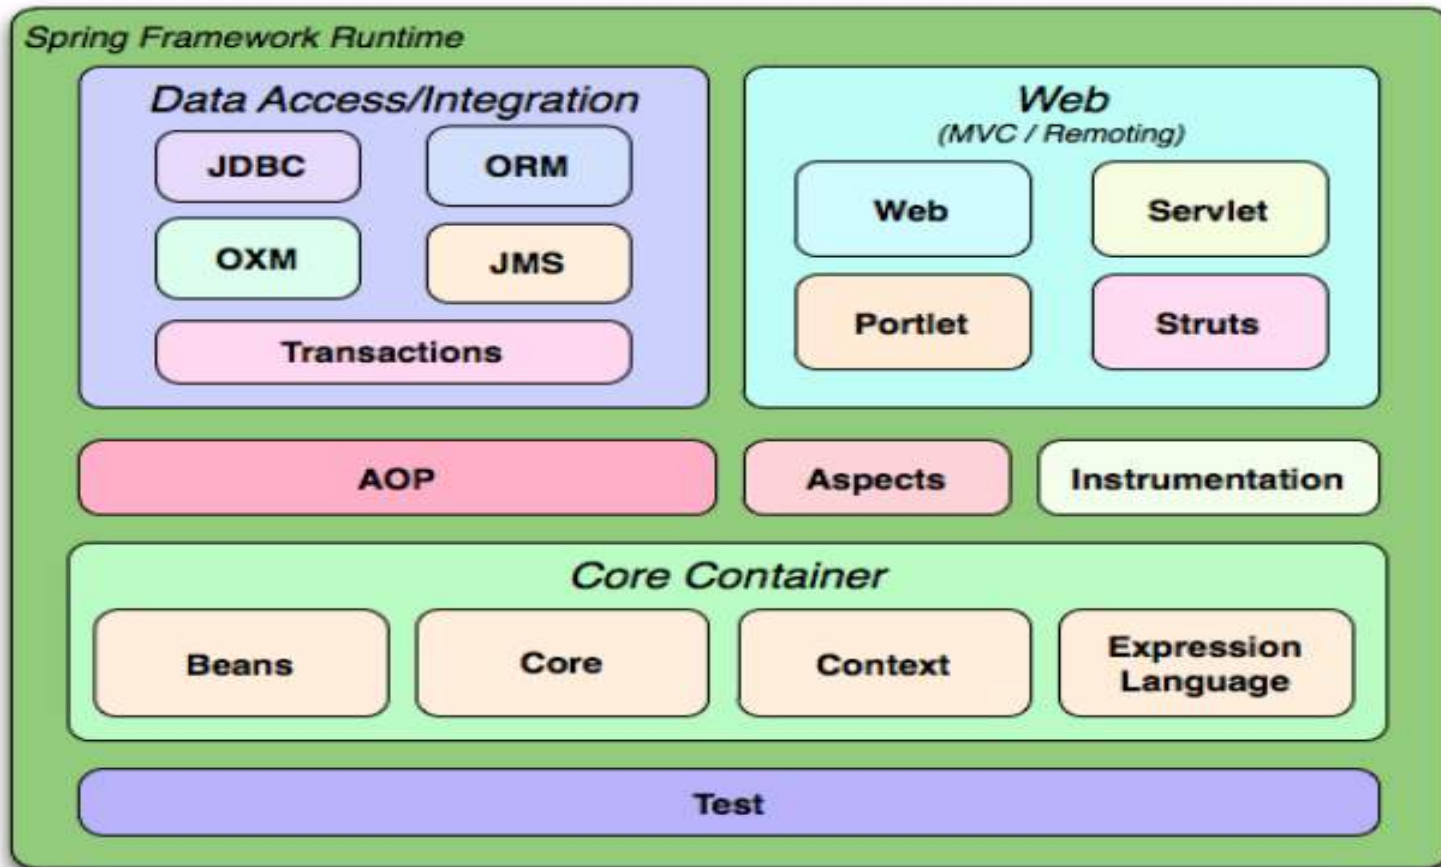 Spring Framework Runtime
Data Access/Integration
JDBC
ORM
OXM
JMS
Transactions
Web
(MVC / Remoting)
Web
Servlet
Portlet
Struts
AOP
Aspects
Instrumentation
Core Container
Beans
Core
Context
Expression
Language
Test